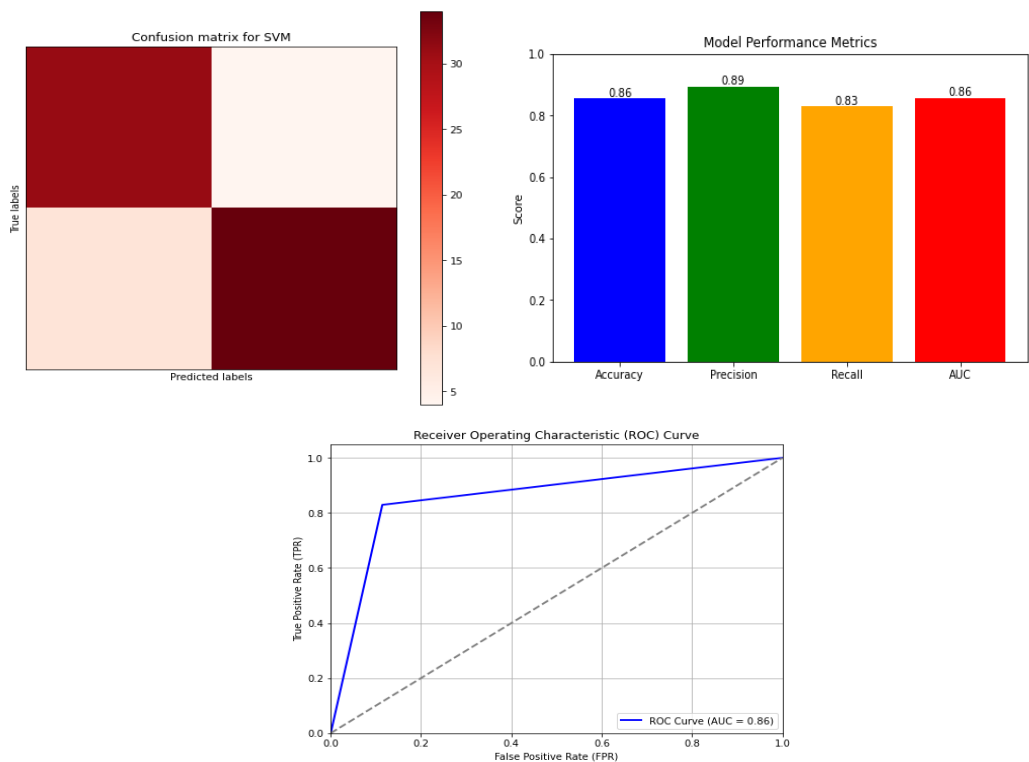 Confusion matrix for SVM
True labels
Predicted labels
30
25
20
15
10
5
Model Performance Metrics
Score
1.0
0.8
0.6
0.4
0.2
0.0
0.86
0.89
0.83
0.86
Accuracy
Precision
Recall
AUC
Receiver Operating Characteristic (ROC) Curve
True Positive Rate (TPR)
1.0
0.8
0.6
0.4
0.2
0.0
ROC Curve (AUC = 0.86)
0.0
0.2
0.4
0.6
0.8
1.0
False Positive Rate (FPR)